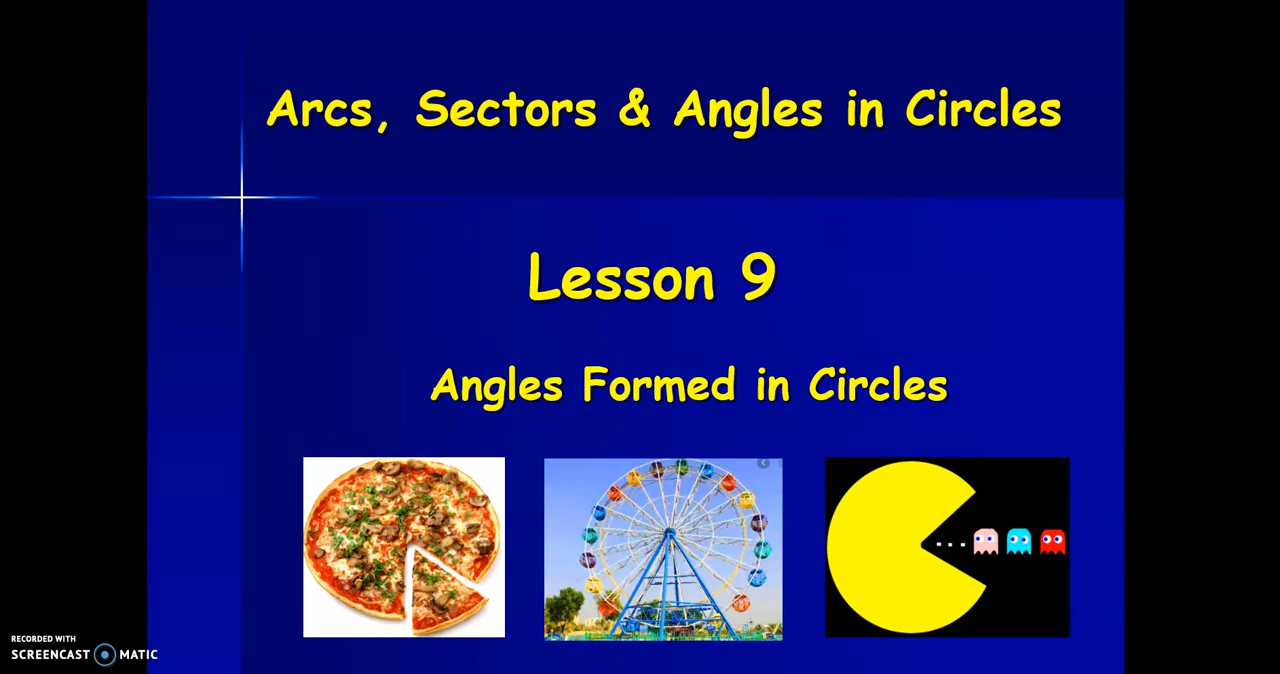 Arcs, Sectors & Angles in Circles
Lesson 9
Angles Formed in Circles
RECORDED WITH
SCREENCAST MATIC